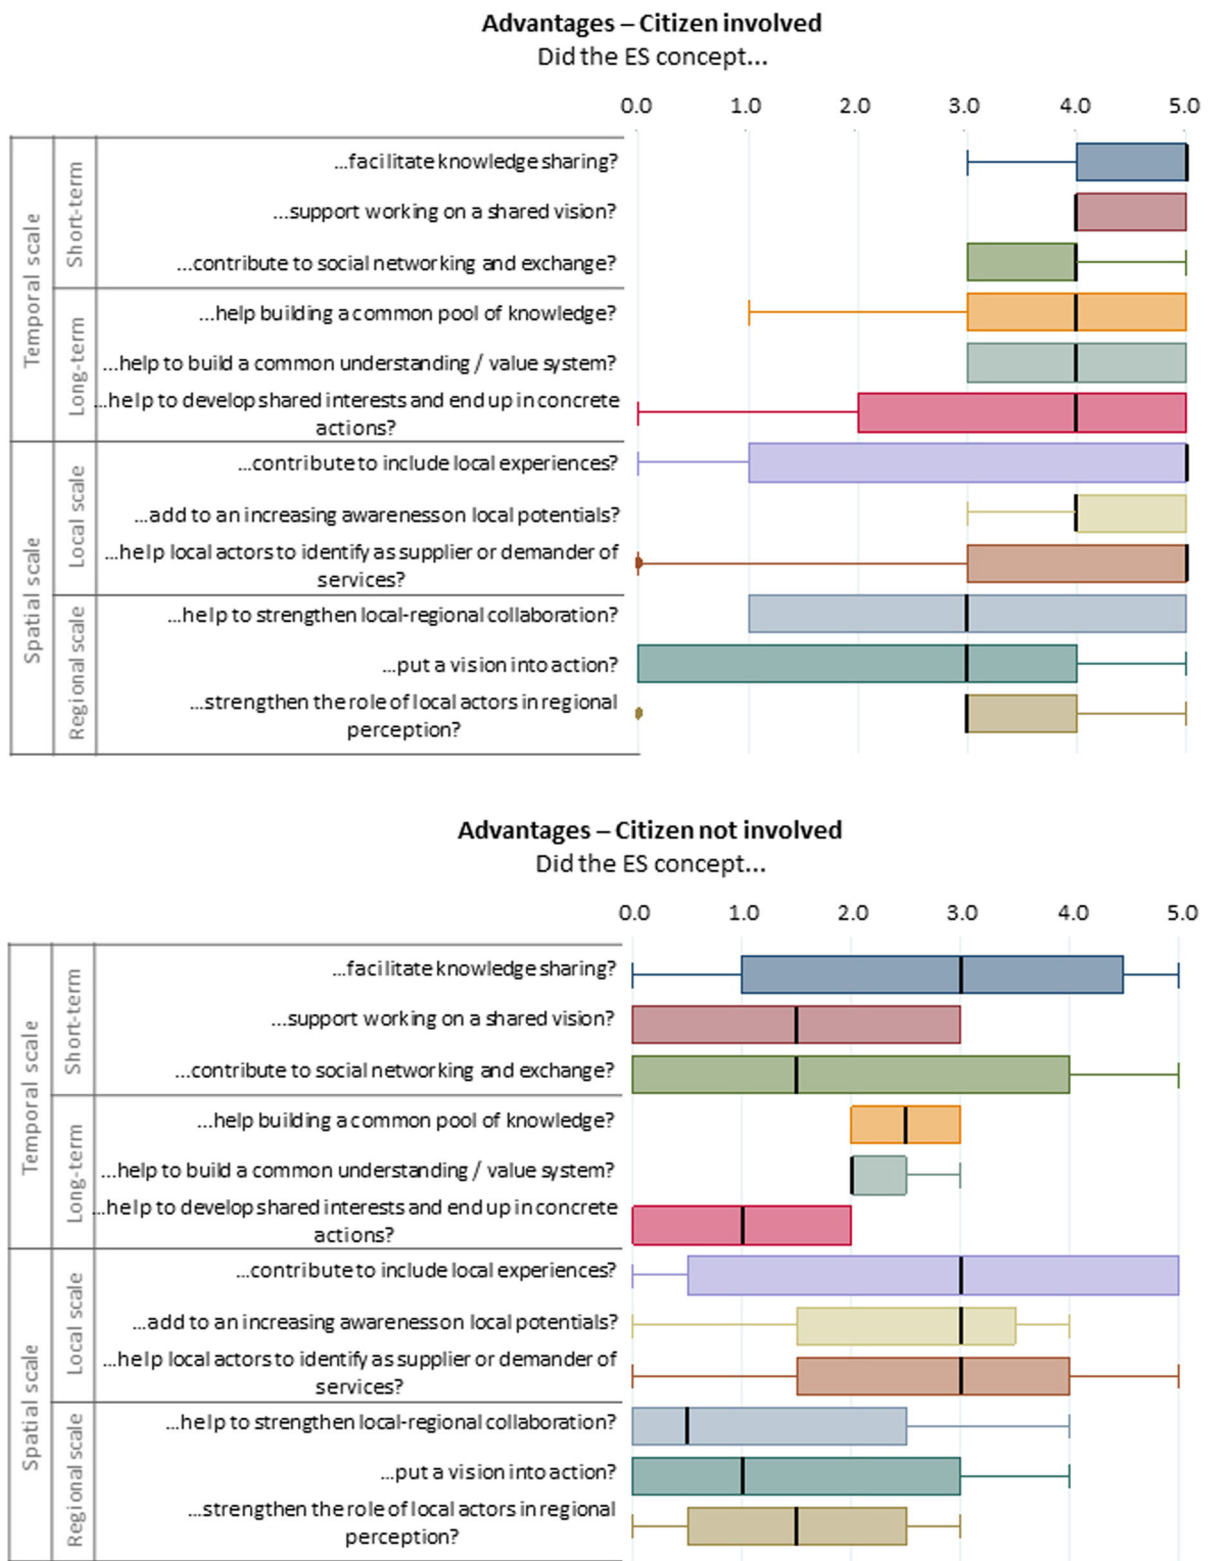 Advantages – Citizen involved
Did the ES concept...
0.0 1.0 2.0 3.0 4.0 5.0
Temporal scale
Short-term
...facilitate knowledge sharing?
...support working on a shared vision?
...contribute to social networking and exchange?
Long-term
...help building a common pool of knowledge?
...help to build a common understanding / value system?
...help to develop shared interests and end up in concrete
actions?
Spatial scale
Local scale
...contribute to include local experiences?
...add to an increasing awareness on local potentials?
...help local actors to identify as supplier or demander of
services?
Regional scale
...help to strengthen local-regional collaboration?
...put a vision into action?
...strengthen the role of local actors in regional
perception?
Advantages – Citizen not involved
Did the ES concept...
0.0 1.0 2.0 3.0 4.0 5.0
Temporal scale
Short-term
...facilitate knowledge sharing?
...support working on a shared vision?
...contribute to social networking and exchange?
Long-term
...help building a common pool of knowledge?
...help to build a common understanding / value system?
...help to develop shared interests and end up in concrete
actions?
Spatial scale
Local scale
...contribute to include local experiences?
...add to an increasing awareness on local potentials?
...help local actors to identify as supplier or demander of
services?
Regional scale
...help to strengthen local-regional collaboration?
...put a vision into action?
...strengthen the role of local actors in regional
perception?